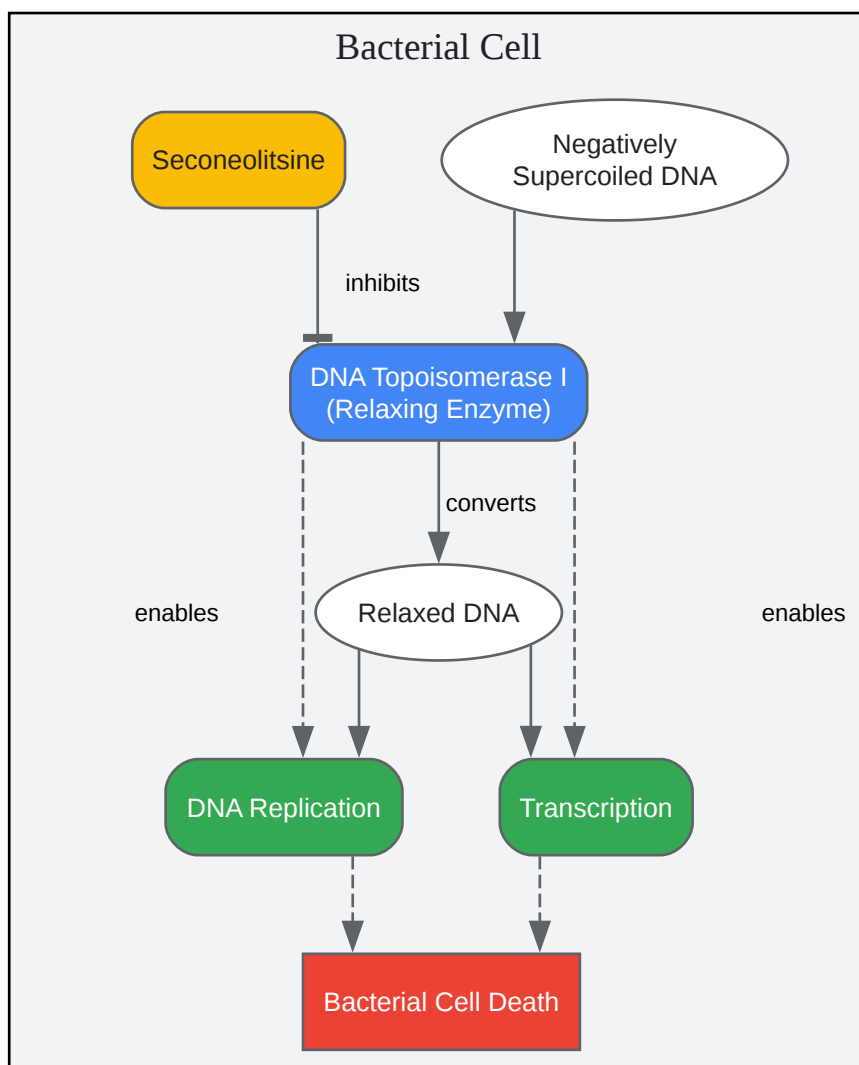 Bacterial Cell
Seconeolitsine
Negatively
Supercoiled DNA
inhibits
DNA Topoisomerase I
(Relaxing Enzyme)
converts
enables
Relaxed DNA
enables
DNA Replication
Transcription
Bacterial Cell Death